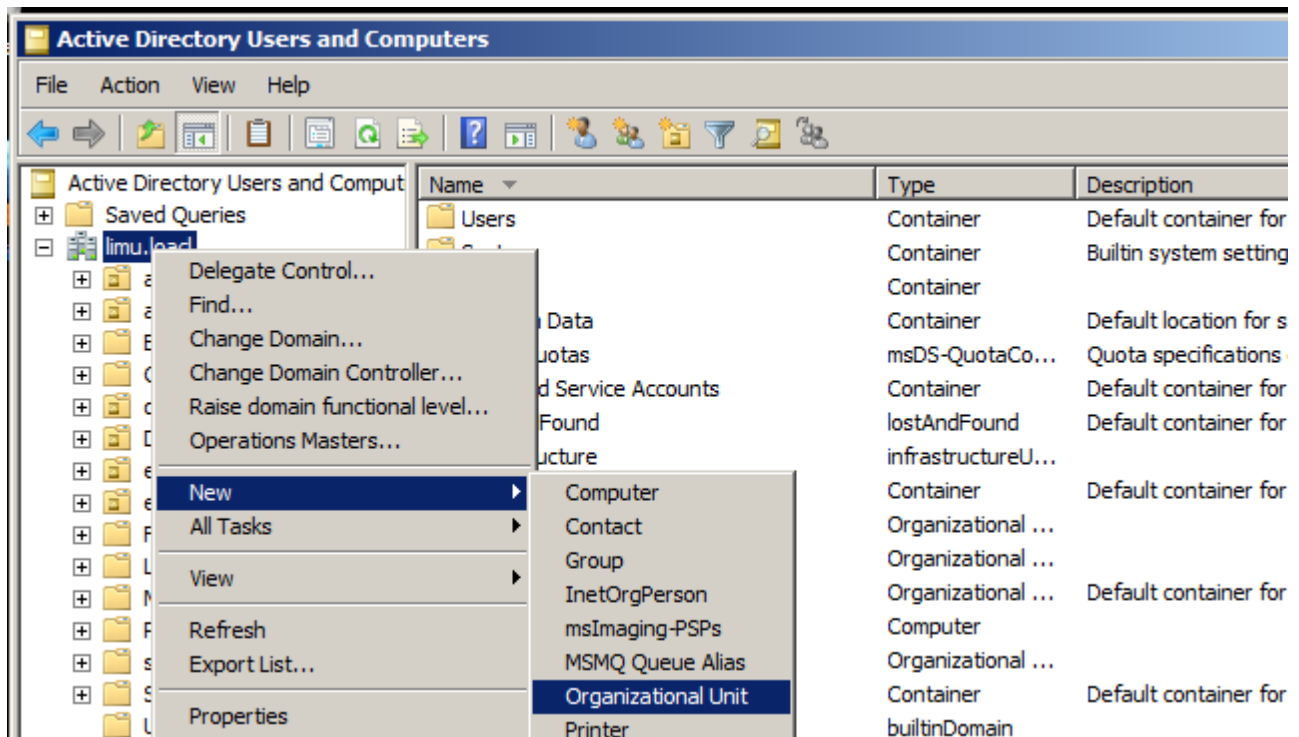 Active Directory Users and Computers
File Action View Help
Active Directory Users and Comput
Saved Queries
limu.
Name Type Description
Users Container Default container for
Container Builtin system setting
Container
Data Container Default location for s
uotas msDS-QuotaCo... Quota specifications
d Service Accounts Container Default container for
Found lostAndFound Default container for
ucture infrastructureU...
Container Default container for
Organizational ...
Organizational ...
Organizational ... Default container for
Computer
Organizational ...
Container Default container for
builtinDomain
Delegate Control...
Find...
Change Domain...
Change Domain Controller...
Raise domain functional level...
Operations Masters...
New
All Tasks
View
Refresh
Export List...
Properties
Computer
Contact
Group
InetOrgPerson
msImaging-PSPs
MSMQ Queue Alias
Organizational Unit
Printer